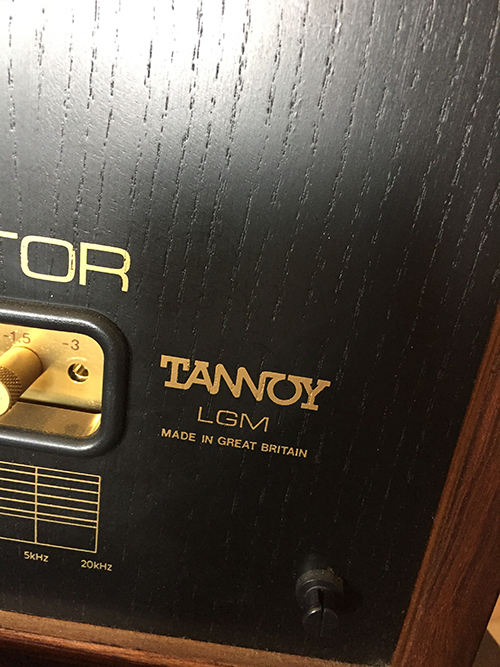 TOR
-1.5 -3
TANNOY
LGM
MADE IN GREAT BRITAIN
5kHz 20kHz